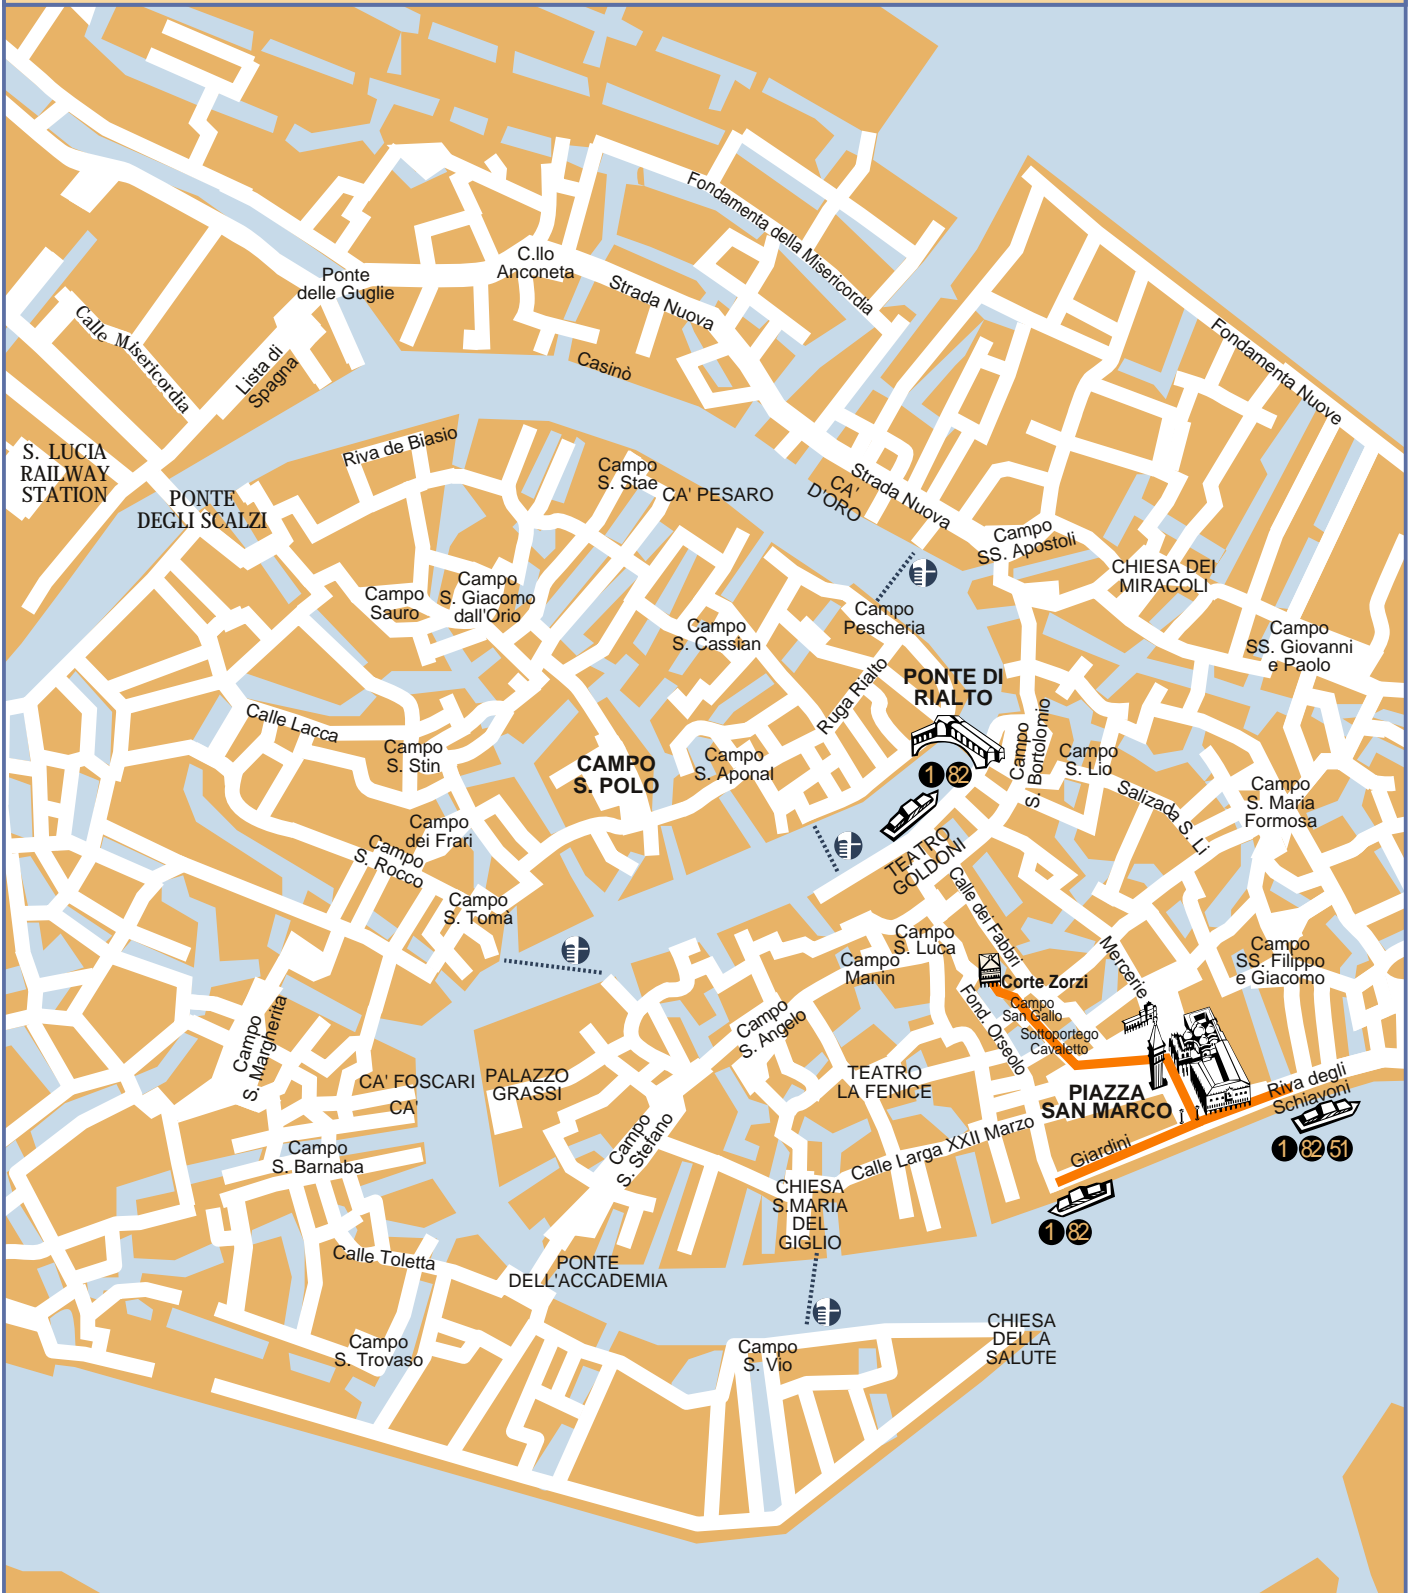 Fondamenta della Misericordia
C.llo
Anconeta
Ponte
delle Guglie
Strada Nuova
Calle Misericordia
Lista di
Spagna
Casinò
Fondamenta Nuove
S. LUCIA
RAILWAY
STATION
PONTE
DEGLI SCALZI
Riva de Biasio
Campo
S. Stae
CA' PESARO
CA'
D'ORO
Strada Nuova
Campo
SS. Apostoli
CHIESA DEI
MIRACOLI
Campo
Sauro
Campo
S. Giacomo
dall'Orio
Campo
S. Cassian
Campo
Pescheria
Campo
SS. Giovanni
e Paolo
Ruga Rialto
PONTE DI
RIALTO
Calle Lacca
Campo
S. Stin
CAMPO
S. POLO
Campo
S. Aponal
1 82
Campo
S. Bortolomio
Campo
S. Lio
Salizada S. Li
Campo
S. Maria
Formosa
Campo
dei Frari
Campo
S. Rocco
Campo
S. Tomà
TEATRO
GOLDONI
Calle dei Fabbri
Campo
S. Luca
Campo
Manin
Mercerie
Campo
SS. Filippo
e Giacomo
Corte Zorzi
Campo
San Gallo
Sottoportego
Cavaletto
Fond. Orseolo
Campo
S. Angelo
Campo
S. Margherita
CA' FOSCARI
CA'
PALAZZO
GRASSI
TEATRO
LA FENICE
PIAZZA
SAN MARCO
Riva degli
Schiavoni
1 82 51
Campo
S. Barnaba
Campo
S. Stefano
Calle Larga XXII Marzo
Giardini
1 82
CHIESA
S.MARIA
DEL
GIGLIO
Calle Toletta
PONTE
DELL'ACCADEMIA
Campo
S. Trovaso
Campo
S. Vio
CHIESA
DELLA
SALUTE